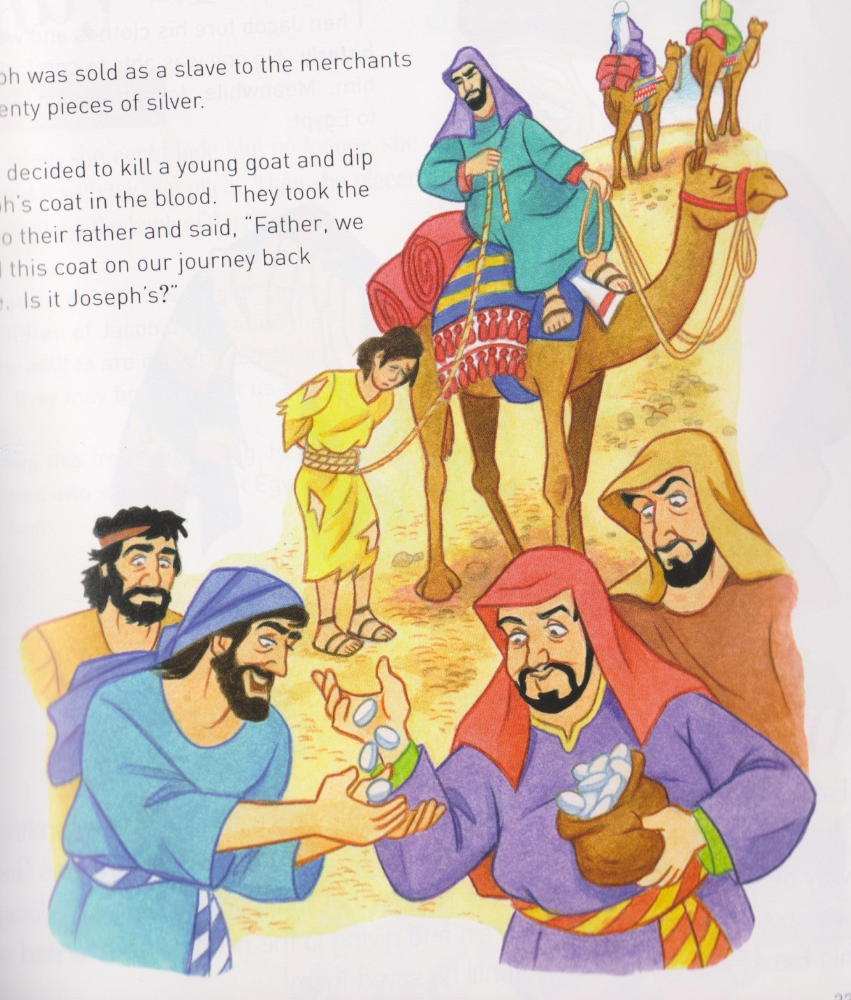 oh was sold as a slave to the merchants
enty pieces of silver.
decided to kill a young goat and dip
h's coat in the blood. They took the
o their father and said, “Father, we
this coat on our journey back
. Is it Joseph's?”